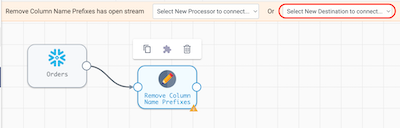 Remove Column Name Prefixes has open stream Select New Processor to connect... Or Select New Destination to connect...
Orders
Remove Column
Name Prefixes